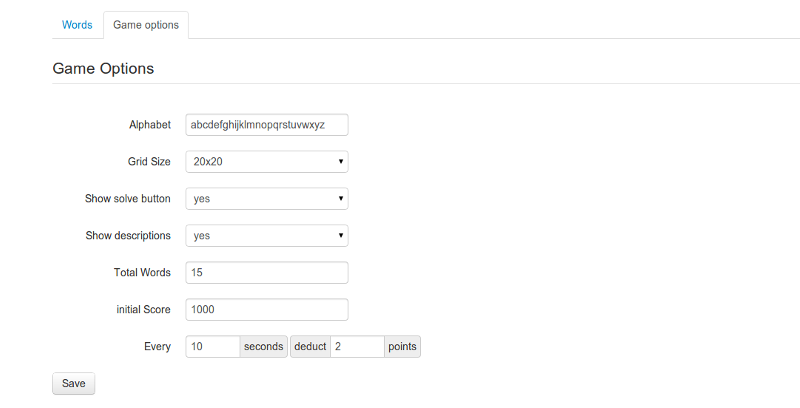 Words Game options
Game Options
Alphabet abcdefghijklmnopqrstuvwxyz
Grid Size 20x20
Show solve button yes
Show descriptions yes
Total Words 15
initial Score 1000
Every 10 seconds deduct 2 points
Save